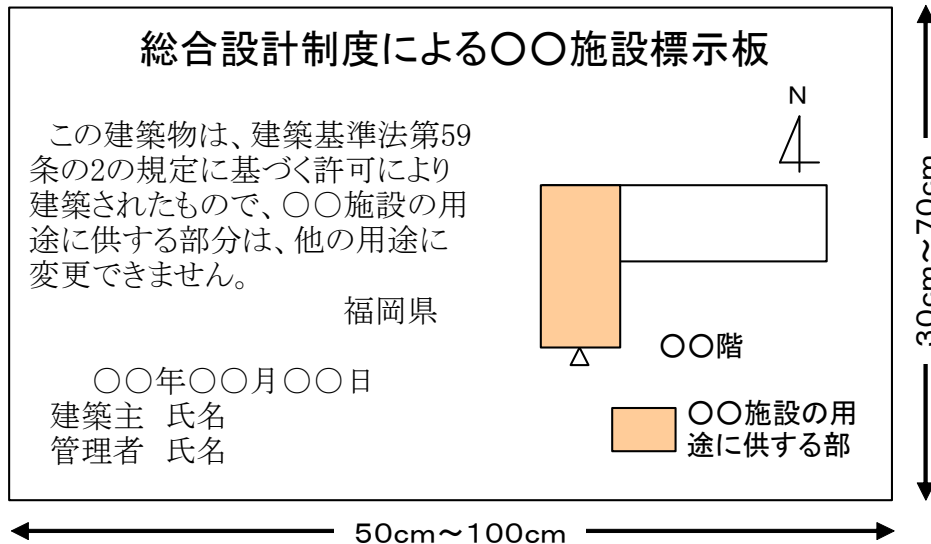 総合設計制度による〇〇施設標示板
この建築物は、建築基準法第59
条の2の規定に基づく許可により
建築されたもので、〇〇施設の用
途に供する部分は、他の用途に
変更できません。
福岡県
〇〇年〇〇月〇〇日
建築主 氏名
管理者 氏名
N
〇〇階
〇〇施設の用
途に供する部
30cm～70cm
50cm～100cm